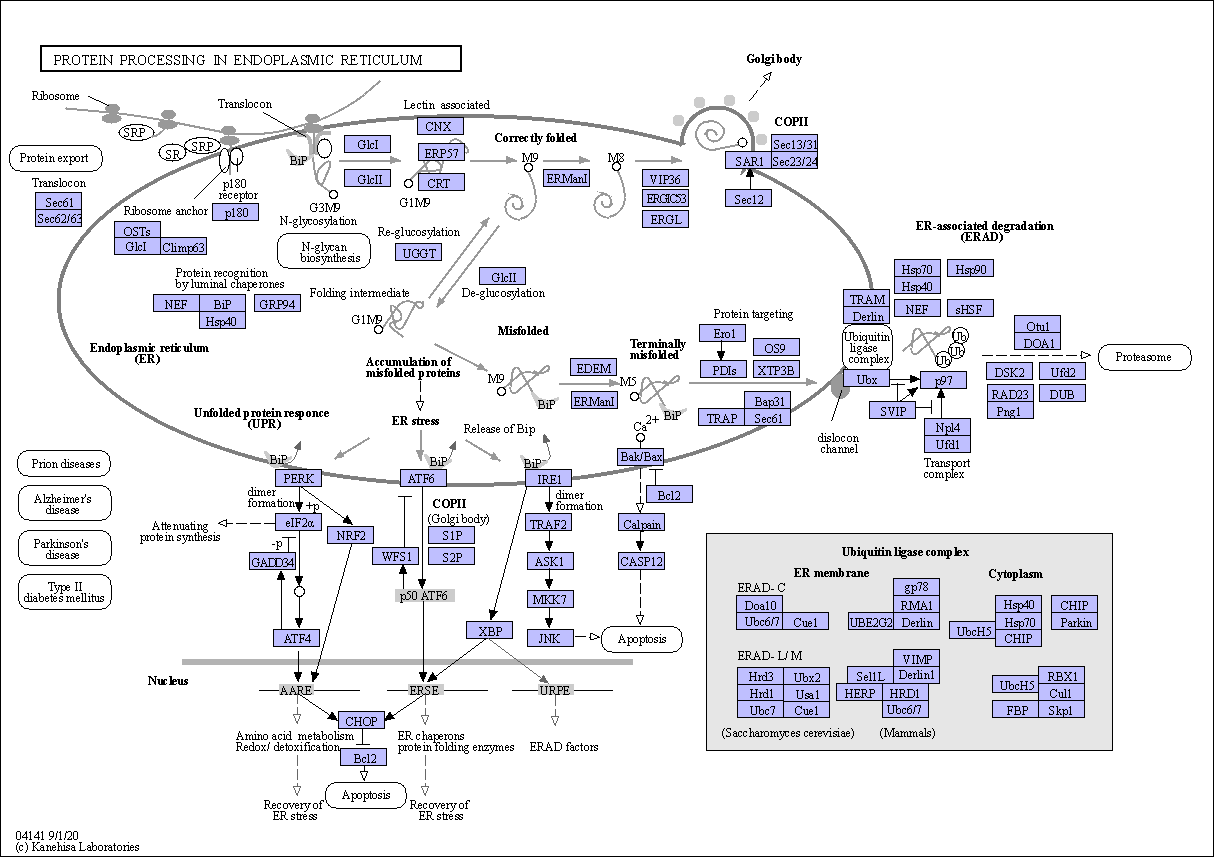 PROTEIN PROCESSING IN ENDOPLASMIC RETICULUM
Golgi body
Ribosome
Translocon
Lectin associated
COPII
SRP
SRP
SR
CNX
Correctly folded
Sec13/31
Sec23/24
SAR1
Sec12
Protein export
BiP
GlcI
GlcII
ERP57
CRT
G1M9
M9
M8
ERManI
VIP36
ERGIC53
ERGL
Translocon
Sec61
Sec62/63
p180
receptor
p180
Ribosome anchor
OSTs
GlcI
Climp63
G3M9
N-glycosylation
N-glycan
biosynthesis
Re-glucosylation
UGGT
GlcII
De-glucosylation
ER-associated degradation
(ERAD)
Hsp70
Hsp90
Hsp40
NEF
sHSF
Protein recognition
by luminal chaperones
NEF
BiP
GRP94
Hsp40
Folding intermediate
G1M9
Misfolded
Protein targeting
TRAM
Derlin
Ubiquitin
ligase
complex
Ub
Ub
Ub
Otu1
DOA1
Proteasome
Endoplasmic reticulum
(ER)
Accumulation of
misfolded proteins
Terminally
misfolded
Ero1
OS9
PDIs
XTP3B
M9
BiP
EDEM
ERManI
M5
BiP
Ubx
p97
SVIP
DSK2
Ufd2
RAD23
DUB
Png1
Bap31
TRAP
Sec61
Npl4
Ufd1
Transport
complex
dislocon
channel
Unfolded protein responce
(UPR)
ER stress
Release of Bip
Ca2+
Bak/Bax
Bcl2
Prion diseases
Alzheimer's
disease
Parkinson's
disease
Type II
diabetes mellitus
BiP
PERK
BiP
ATF6
BiP
IRE1
dimer
formation
+p
eIF2α
Attenuating
protein synthesis
-p
GADD34
NRF2
COPII
(Golgi body)
S1P
S2P
WFS1
p50 ATF6
dimer
formation
TRAF2
ASK1
MKK7
JNK
Calpain
CASP12
Apoptosis
ATF4
XBP
Nucleus
AARE
ERSE
URPE
CHOP
Amino acid metabolism
Redox/ detoxification
ER chaperons
protein folding enzymes
ERAD factors
Bcl2
Apoptosis
Recovery of
ER stress
Recovery of
ER stress
Ubiquitin ligase complex
ER membrane
Cytoplasm
ERAD- C
Doa10
Ubc6/7
Cue1
gp78
RMA1
UBE2G2
Derlin
Hsp40
Hsp70
UbcH5
CHIP
CHIP
Parkin
ERAD- L/ M
Hrd3
Ubx2
Hrd1
Usa1
Ubc7
Cue1
VIMP
Sel1L
Derlin1
HERP
HRD1
Ubc6/7
RBX1
UbcH5
Cul1
FBP
Skp1
(Saccharomyces cerevisiae)
(Mammals)
04141 9/1/20
(c) Kanehisa Laboratories